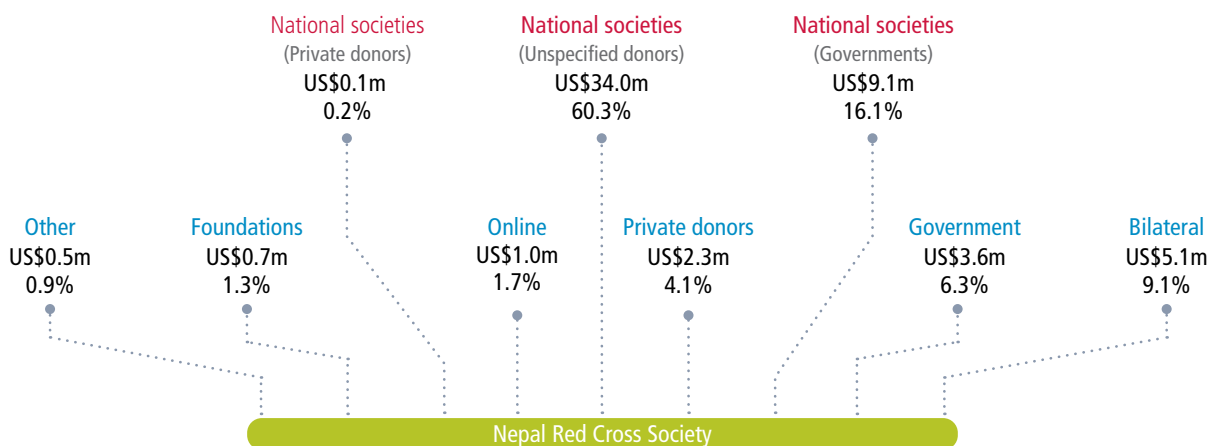 National societies
(Private donors)
US$0.1m
0.2%
National societies
(Unspecified donors)
US$34.0m
60.3%
National societies
(Governments)
US$9.1m
16.1%
Other
US$0.5m
0.9%
Foundations
US$0.7m
1.3%
Online
US$1.0m
1.7%
Private donors
US$2.3m
4.1%
Government
US$3.6m
6.3%
Bilateral
US$5.1m
9.1%
Nepal Red Cross Society